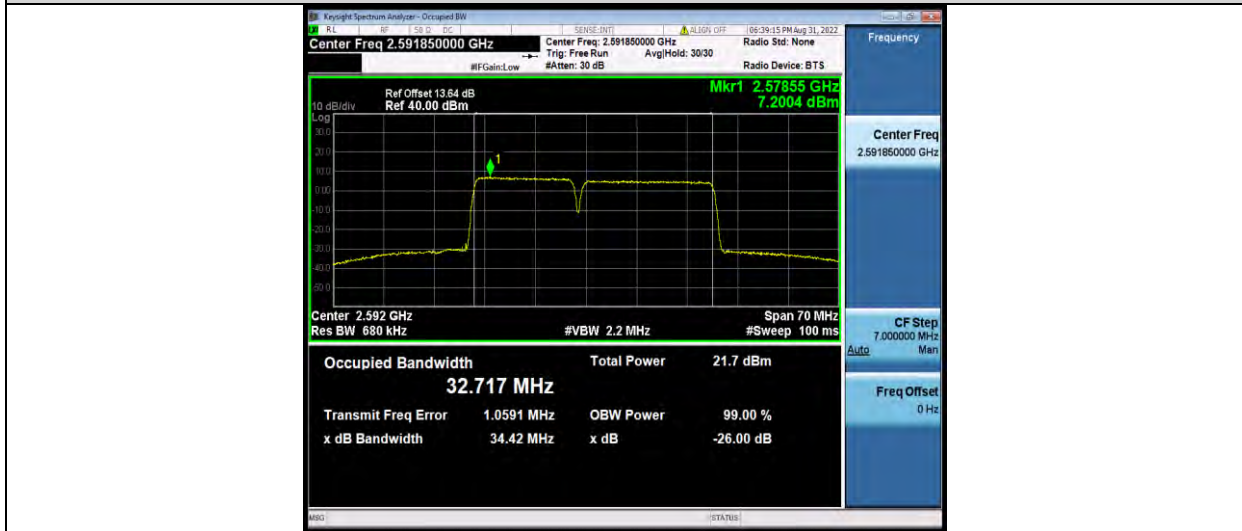 Keysight Spectrum Analyzer - Occupied BW
RL RF 50 Ω DC SENSE:INT ALIGN OFF 06:39:15 PM Aug 31, 2022
Center Freq 2.591850000 GHz
Center Freq: 2.591850000 GHz Radio Std: None
Trig: Free Run Avg|Hold: 30/30
#IFGain:Low #Atten: 30 dB Radio Device: BTS
Frequency
Ref Offset 13.64 dB Mkr1 2.57855 GHz
10 dB/div Ref 40.00 dBm 7.2004 dBm
Log
30.0
20.0
10.0
0.00
-10.0
-20.0
-30.0
-40.0
-50.0
1
Center 2.592 GHz Span 70 MHz
Res BW 680 kHz #VBW 2.2 MHz #Sweep 100 ms
Occupied Bandwidth Total Power 21.7 dBm
32.717 MHz
Transmit Freq Error 1.0591 MHz OBW Power 99.00 %
x dB Bandwidth 34.42 MHz x dB -26.00 dB
Center Freq
2.591850000 GHz
CF Step
7.000000 MHz
Auto Man
Freq Offset
0 Hz
MSG STATUS